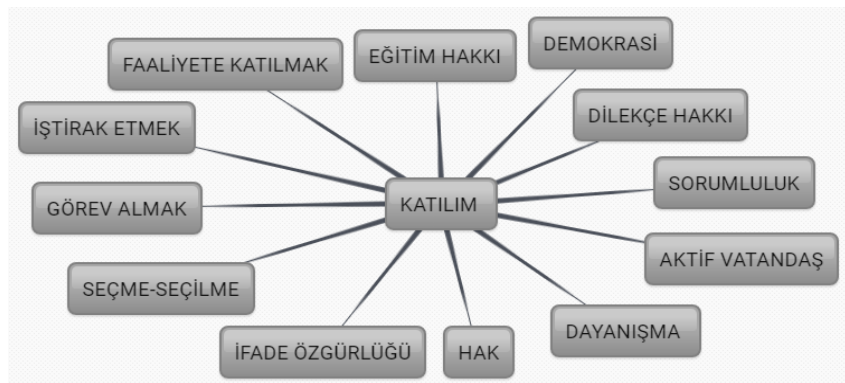 DEMOKRASİ
EĞİTİM HAKKI
FAALİYETE KATILMAK
DİLEKÇE HAKKI
İŞTİRAK ETMEK
SORUMLULUK
KATILIM
GÖREV ALMAK
AKTİF VATANDAŞ
SEÇME-SEÇİLME
DAYANIŞMA
İFADE ÖZGÜRLÜĞÜ
HAK